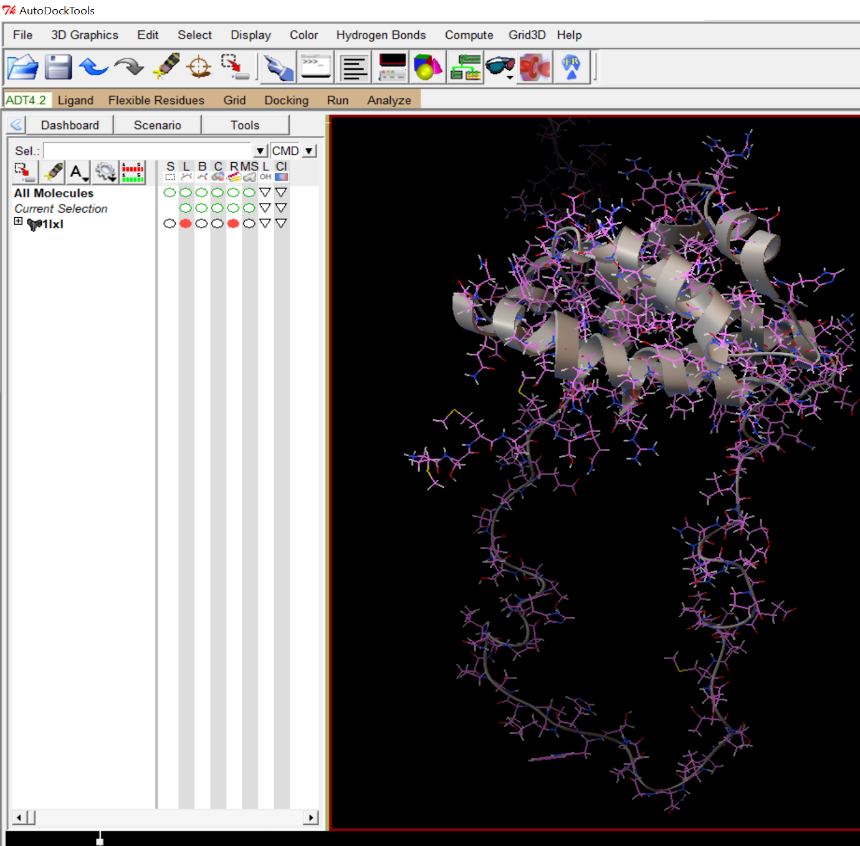 AutoDockTools
File 3D Graphics Edit Select Display Color Hydrogen Bonds Compute Grid3D Help
ADT4.2 Ligand Flexible Residues Grid Docking Run Analyze
Dashboard Scenario Tools
Sel.: CMD
A S L B C R MS L Cl
All Molecules
Current Selection
1lxl